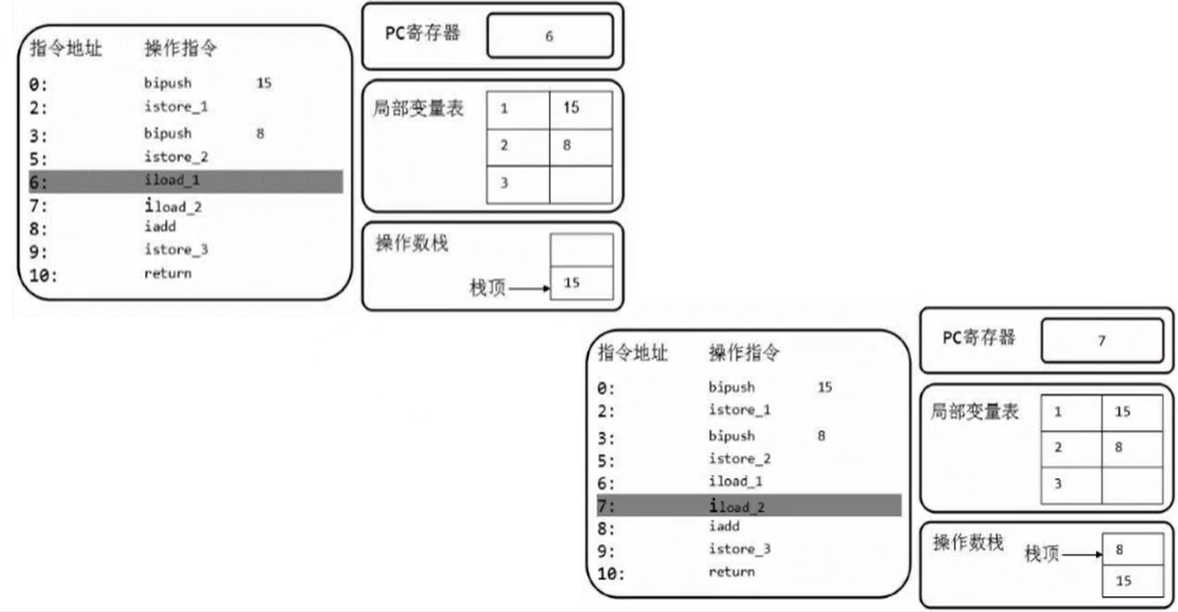 指令地址 操作指令
0: bipush 15
2: istore_1
3: bipush 8
5: istore_2
6: iload_1
7: iload_2
8: iadd
9: istore_3
10: return
PC寄存器 6
局部变量表 1 15
2 8
3
操作数栈
栈顶 15
指令地址 操作指令
0: bipush 15
2: istore_1
3: bipush 8
5: istore_2
6: iload_1
7: iload_2
8: iadd
9: istore_3
10: return
PC寄存器 7
局部变量表 1 15
2 8
3
操作数栈 栈顶 8
15